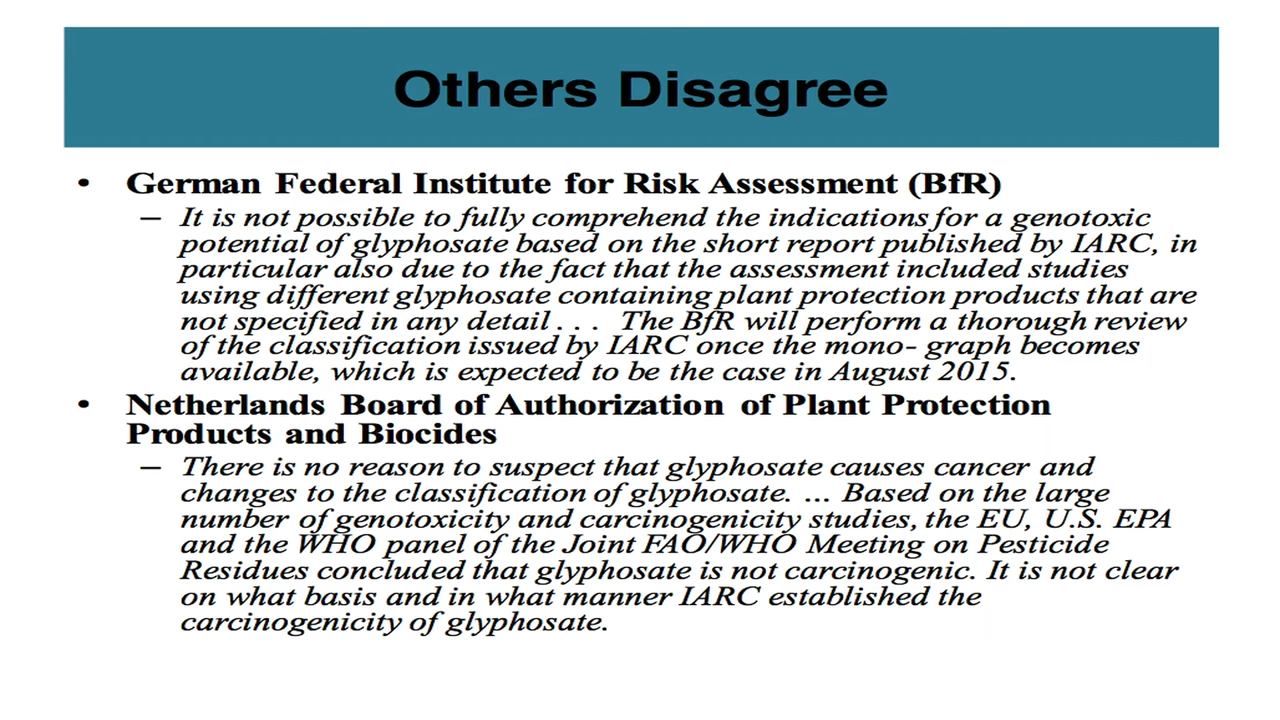 Others Disagree
• German Federal Institute for Risk Assessment (BfR)
– It is not possible to fully comprehend the indications for a genotoxic
potential of glyphosate based on the short report published by IARC, in
particular also due to the fact that the assessment included studies
using different glyphosate containing plant protection products that are
not specified in any detail . . . The BfR will perform a thorough review
of the classification issued by IARC once the mono- graph becomes
available, which is expected to be the case in August 2015.
• Netherlands Board of Authorization of Plant Protection
Products and Biocides
– There is no reason to suspect that glyphosate causes cancer and
changes to the classification of glyphosate. ... Based on the large
number of genotoxicity and carcinogenicity studies, the EU, U.S. EPA
and the WHO panel of the Joint FAO/WHO Meeting on Pesticide
Residues concluded that glyphosate is not carcinogenic. It is not clear
on what basis and in what manner IARC established the
carcinogenicity of glyphosate.